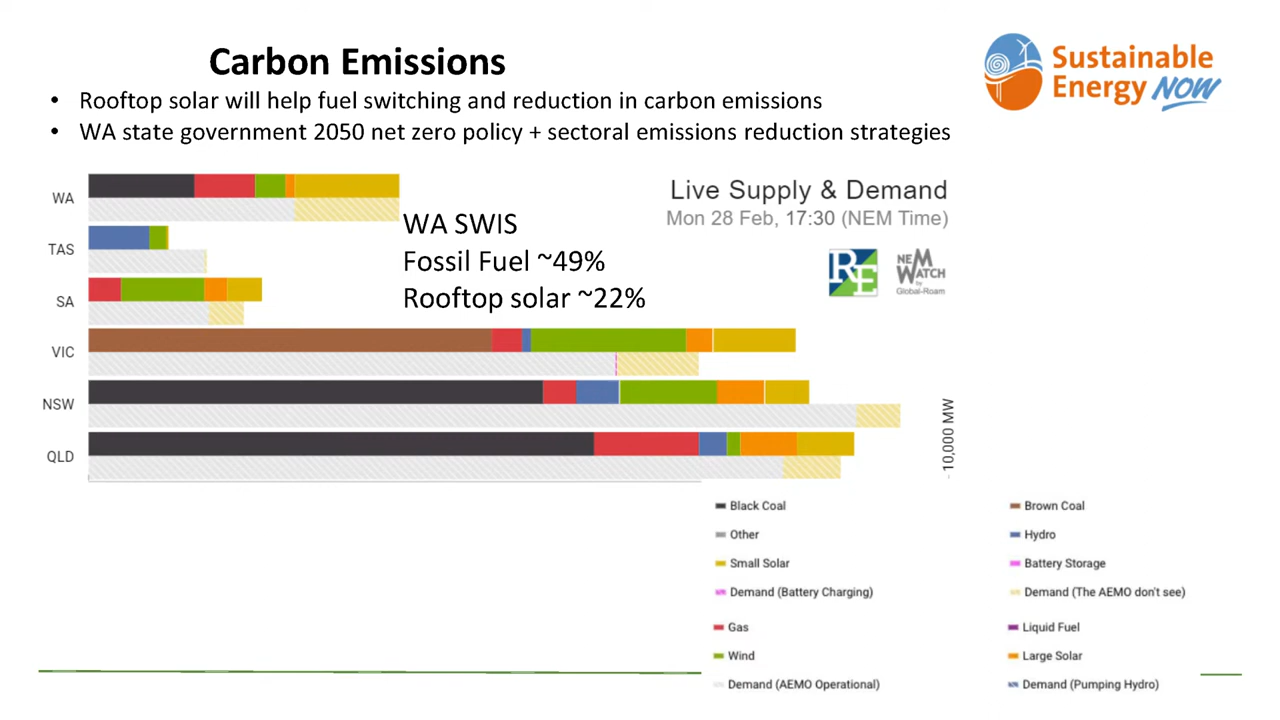 Carbon Emissions
Sustainable
Energy NOW
• Rooftop solar will help fuel switching and reduction in carbon emissions
• WA state government 2050 net zero policy + sectoral emissions reduction strategies
Live Supply & Demand
Mon 28 Feb, 17:30 (NEM Time)
RE
NEM
WATCH
by
Global-Roam
WA
TAS
SA
VIC
NSW
QLD
WA SWIS
Fossil Fuel ~49%
Rooftop solar ~22%
- 10,000 MW
Black Coal
Brown Coal
Other
Hydro
Small Solar
Battery Storage
Demand (Battery Charging)
Demand (The AEMO don't see)
Gas
Liquid Fuel
Wind
Large Solar
Demand (AEMO Operational)
Demand (Pumping Hydro)